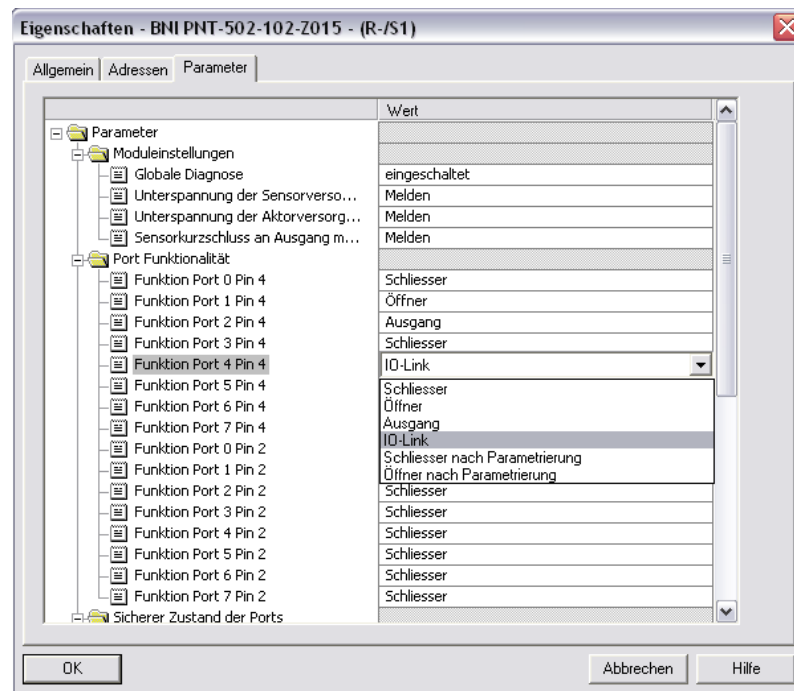 Eigenschaften - BNI PNT-502-102-Z015 - (R-/S1)
Allgemein Adressen Parameter
Wert
Parameter
Moduleinstellungen
Globale Diagnose eingeschaltet
Unterspannung der Sensorverso... Melden
Unterspannung der Aktorversorg... Melden
Sensorkurzschluss an Ausgang m... Melden
Port Funktionalität
Funktion Port 0 Pin 4 Schliesser
Funktion Port 1 Pin 4 Öffner
Funktion Port 2 Pin 4 Ausgang
Funktion Port 3 Pin 4 Schliesser
Funktion Port 4 Pin 4 IO-Link
Funktion Port 5 Pin 4 Schliesser
Funktion Port 6 Pin 4 Öffner
Funktion Port 7 Pin 4 Ausgang
IO-Link
Funktion Port 0 Pin 2 Schliesser nach Parametrierung
Funktion Port 1 Pin 2 Öffner nach Parametrierung
Funktion Port 2 Pin 2 Schliesser
Funktion Port 3 Pin 2 Schliesser
Funktion Port 4 Pin 2 Schliesser
Funktion Port 5 Pin 2 Schliesser
Funktion Port 6 Pin 2 Schliesser
Funktion Port 7 Pin 2 Schliesser
Sicherer Zustand der Ports
OK Abbrechen Hilfe